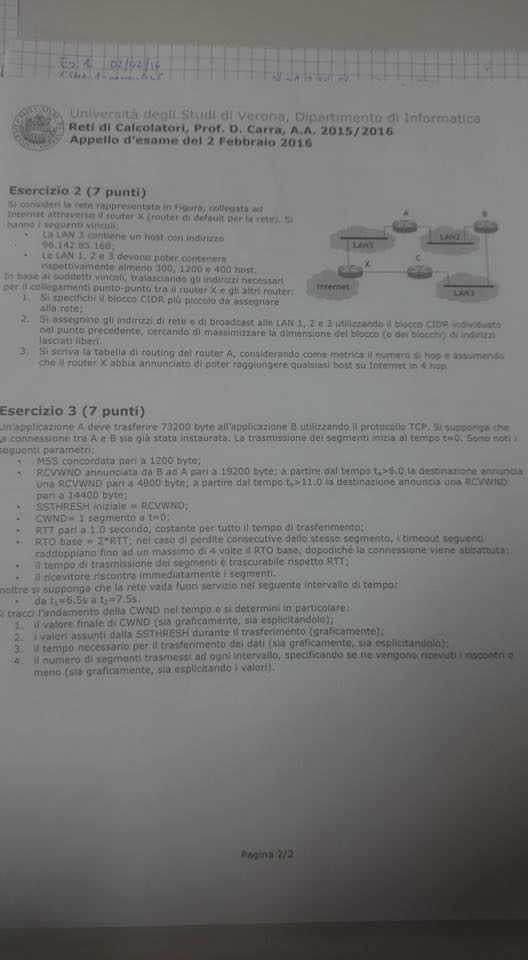 Es. 1 02/02/16
Università degli Studi di Verona, Dipartimento di Informatica
Reti di Calcolatori, Prof. D. Carra, A.A. 2015/2016
Appello d'esame del 2 Febbraio 2016
Esercizio 2 (7 punti)
Si consideri la rete rappresentata in Figura, collegata ad
Internet attraverso il router X (router di default per la rete). Si
hanno i seguenti vincoli:
• La LAN 3 contiene un host con indirizzo
96.142.85.168;
• Le LAN 1, 2 e 3 devono poter contenere
rispettivamente almeno 300, 1200 e 400 host.
In base ai suddetti vincoli, tralasciando gli indirizzi necessari
per il collegamenti punto-punto tra il router X e gli altri router:
1. Si specifichi il blocco CIDR più piccolo da assegnare
alla rete;
2. Si assegnino gli indirizzi di rete e di broadcast alle LAN 1, 2 e 3 utilizzando il blocco CIDR individuato
nel punto precedente, cercando di massimizzare la dimensione del blocco (o dei blocchi) di indirizzi
lasciati liberi.
3. Si scriva la tabella di routing del router A, considerando come metrica il numero di hop e assumendo
che il router X abbia annunciato di poter raggiungere qualsiasi host su Internet in 4 hop.
A
B
LAN1
LAN2
X
C
Internet
LAN3
Esercizio 3 (7 punti)
Un'applicazione A deve trasferire 73200 byte all'applicazione B utilizzando il protocollo TCP. Si supponga che
la connessione tra A e B sia già stata instaurata. La trasmissione dei segmenti inizia al tempo t=0. Sono noti i
seguenti parametri:
• MSS concordata pari a 1200 byte;
• RCVWND annunciata da B ad A pari a 19200 byte; a partire dal tempo ta>6.0 la destinazione annuncia
una RCVWND pari a 4800 byte; a partire dal tempo tb>11.0 la destinazione annuncia una RCVWND
pari a 14400 byte;
• SSTHRESH iniziale = RCVWND;
• CWND= 1 segmento a t=0;
• RTT pari a 1.0 secondo, costante per tutto il tempo di trasferimento;
• RTO base = 2*RTT; nel caso di perdite consecutive dello stesso segmento, i timeout seguenti
raddoppiano fino ad un massimo di 4 volte il RTO base, dopodiché la connessione viene abbattuta;
• il tempo di trasmissione dei segmenti è trascurabile rispetto RTT;
• il ricevitore riscontra immediatamente i segmenti.
Inoltre si supponga che la rete vada fuori servizio nel seguente intervallo di tempo:
• da t1=6.5s a t2=7.5s.
Si tracci l'andamento della CWND nel tempo e si determini in particolare:
1. il valore finale di CWND (sia graficamente, sia esplicitandolo);
2. i valori assunti dalla SSTHRESH durante il trasferimento (graficamente);
3. il tempo necessario per il trasferimento dei dati (sia graficamente, sia esplicitandolo);
4. il numero di segmenti trasmessi ad ogni intervallo, specificando se ne vengono ricevuti i riscontri o
meno (sia graficamente, sia esplicitando i valori).
Pagina 2/2